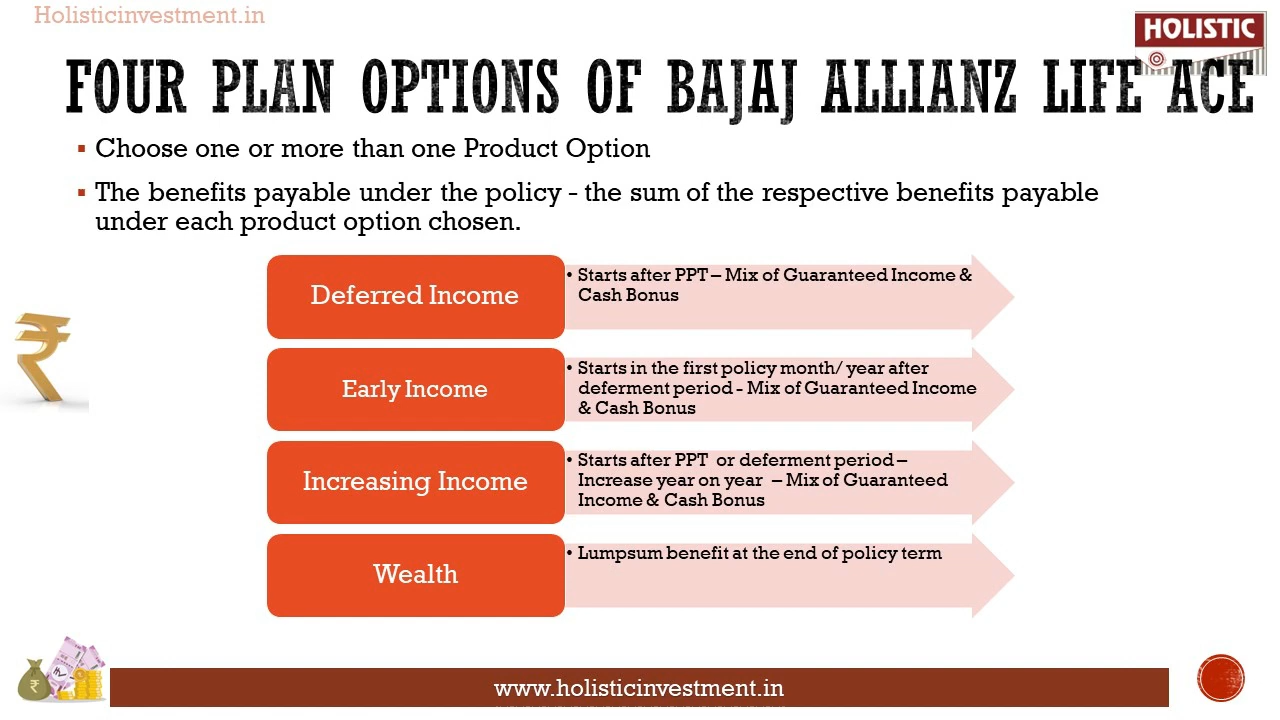 Holisticinvestment.in
HOLISTIC
FOUR PLAN OPTIONS OF BAJAJ ALLIANZ LIFE ACE
▪ Choose one or more than one Product Option
▪ The benefits payable under the policy - the sum of the respective benefits payable
under each product option chosen.
Deferred Income
• Starts after PPT – Mix of Guaranteed Income &
Cash Bonus
Early Income
• Starts in the first policy month/ year after
deferment period - Mix of Guaranteed Income
& Cash Bonus
Increasing Income
• Starts after PPT or deferment period –
Increase year on year – Mix of Guaranteed
Income & Cash Bonus
Wealth
• Lumpsum benefit at the end of policy term
www.holisticinvestment.in